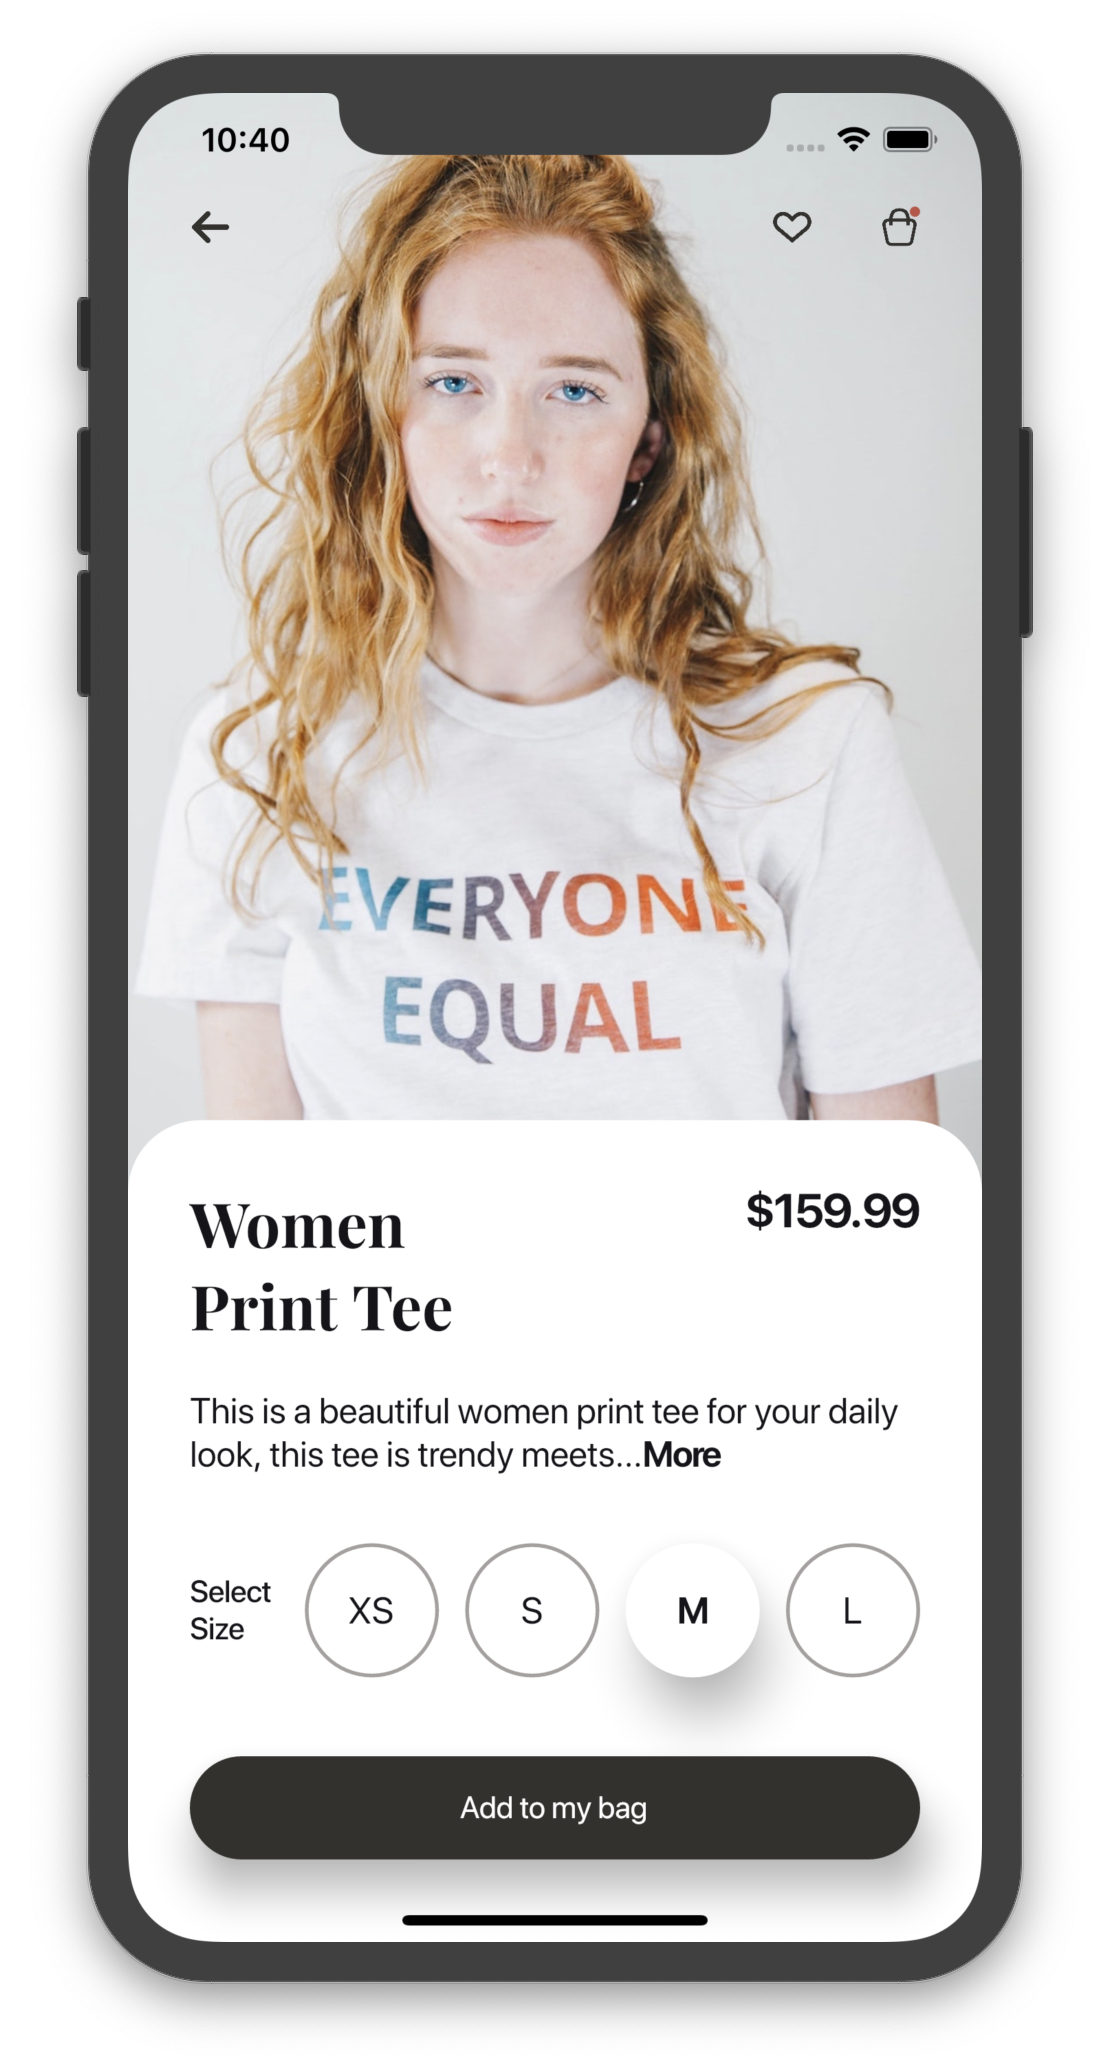 10:40
EVERYONE
EQUAL
Women
Print Tee
$159.99
This is a beautiful women print tee for your daily
look, this tee is trendy meets...More
Select
Size
XS
S
M
L
Add to my bag